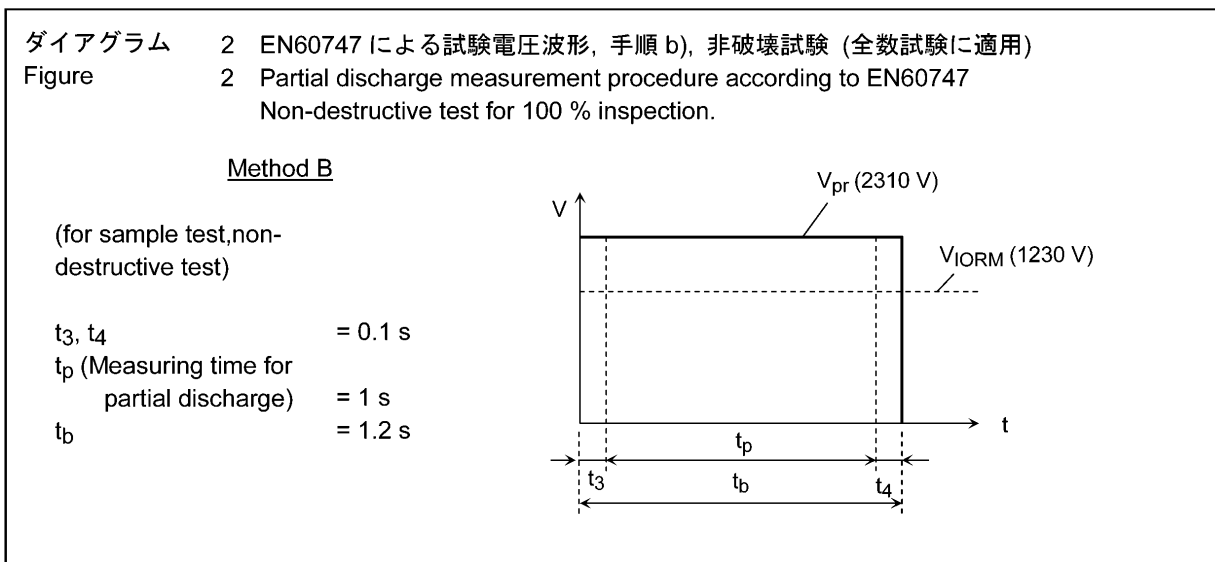 ダイアグラム 2 EN60747 による試験電圧波形, 手順 b), 非破壊試験 (全数試験に適用)
Figure 2 Partial discharge measurement procedure according to EN60747
Non-destructive test for 100 % inspection.
Method B
(for sample test,non-
destructive test)
t3, t4 = 0.1 s
tp (Measuring time for
partial discharge) = 1 s
tb = 1.2 s
Vpr (2310 V)
V
VIORM (1230 V)
t
tp
t3 tb t4